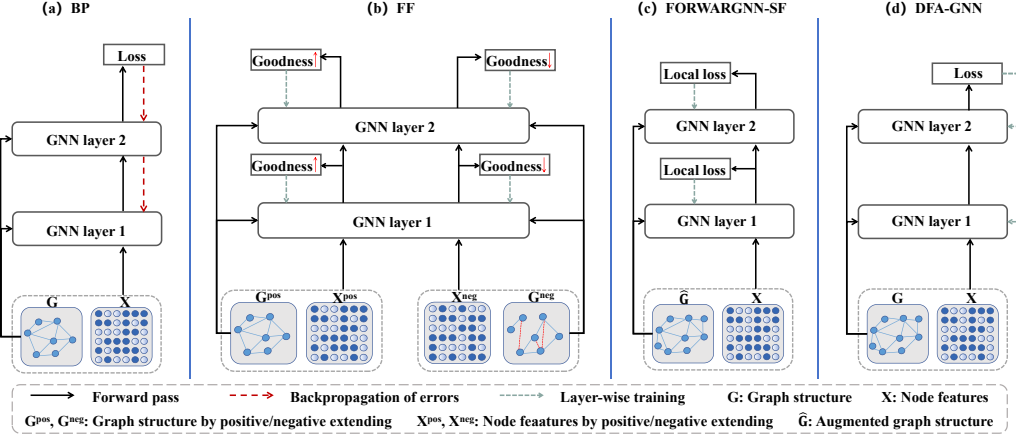 (a) BP
(b) FF
(c) FORWARGNN-SF
(d) DFA-GNN
Loss
GNN layer 2
GNN layer 1
G
X
Goodness↑
Goodness↓
GNN layer 2
Goodness↑
Goodness↓
GNN layer 1
Gᵖᵒˢ
Xᵖᵒˢ
Xⁿᵉᵍ
Gⁿᵉᵍ
Local loss
GNN layer 2
Local loss
GNN layer 1
Ĝ
X
Loss
GNN layer 2
GNN layer 1
G
X
Forward pass
Backpropagation of errors
Layer-wise training
G: Graph structure
X: Node features
Gᵖᵒˢ, Gⁿᵉᵍ: Graph structure by positive/negative extending
Xᵖᵒˢ, Xⁿᵉᵍ: Node feaatures by positive/negative extending
Ĝ: Augmented graph structure